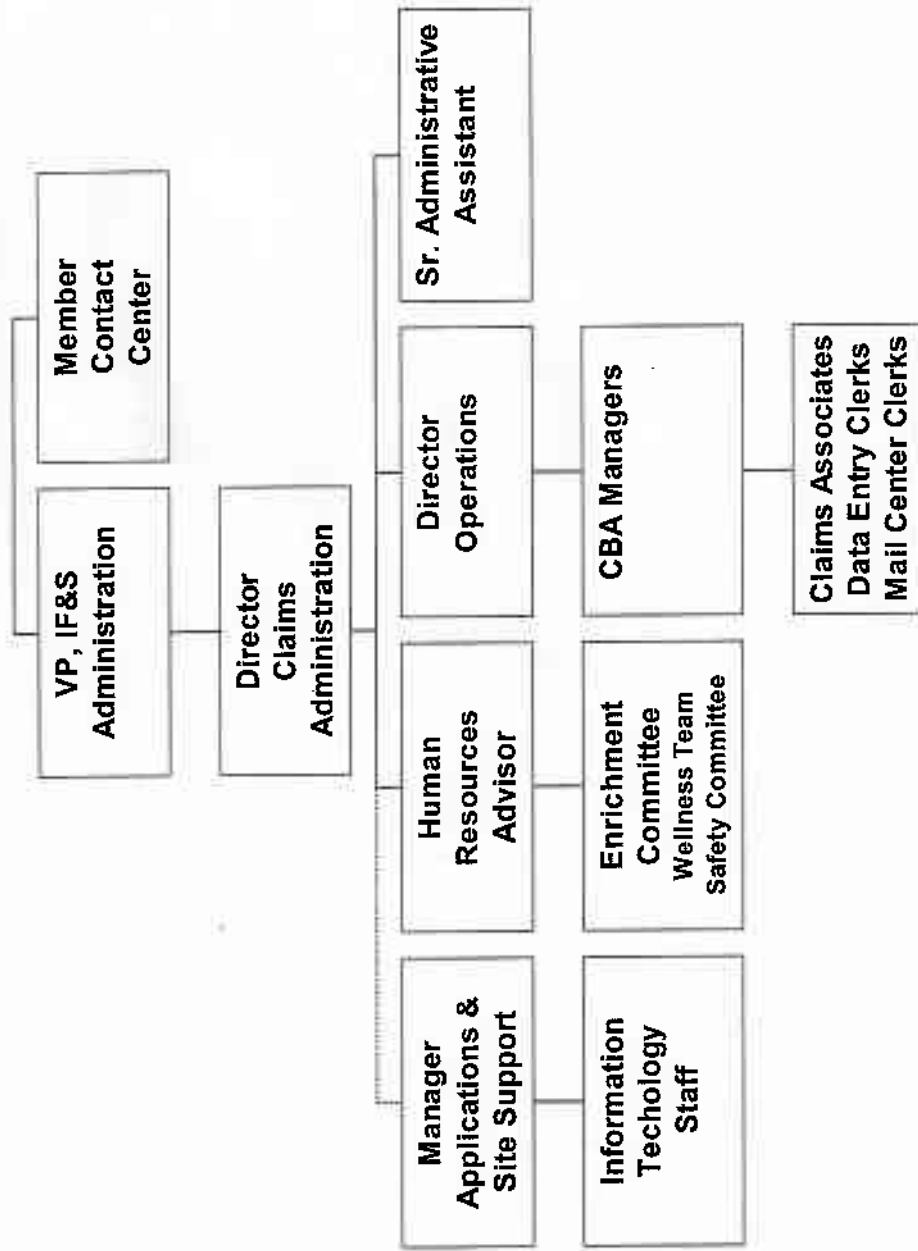 VP, IF&S
Administration
Member
Contact
Center
Director
Claims
Administration
Manager
Applications &
Site Support
Human
Resources
Advisor
Director
Operations
Sr. Administrative
Assistant
Information
Techology
Staff
Enrichment
Committee
Wellness Team
Safety Committee
CBA Managers
Claims Associates
Data Entry Clerks
Mail Center Clerks